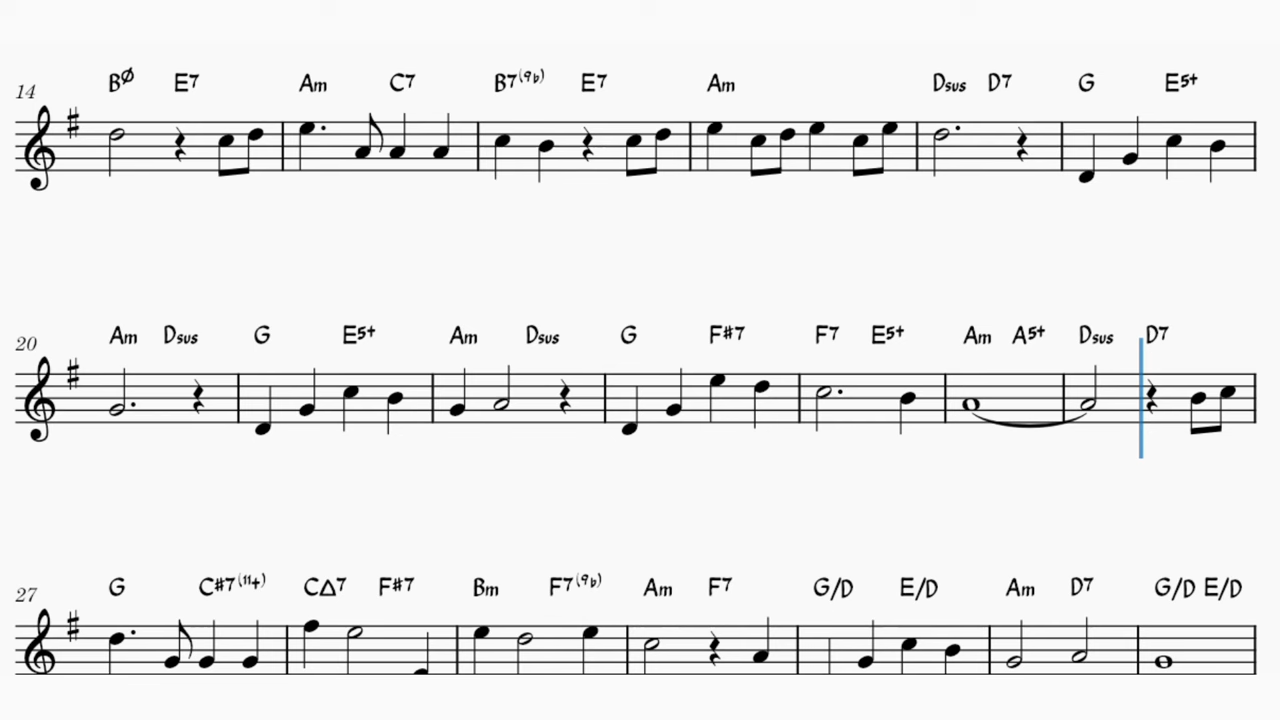 14 Bø E7 Am C7 B7(9b) E7 Am Dsus D7 G E5+
20 Am Dsus G E5+ Am Dsus G F#7 F7 E5+ Am A5+ Dsus D7
27 G C#7(11+) C△7 F#7 Bm F7(9b) Am F7 G/D E/D Am D7 G/D E/D